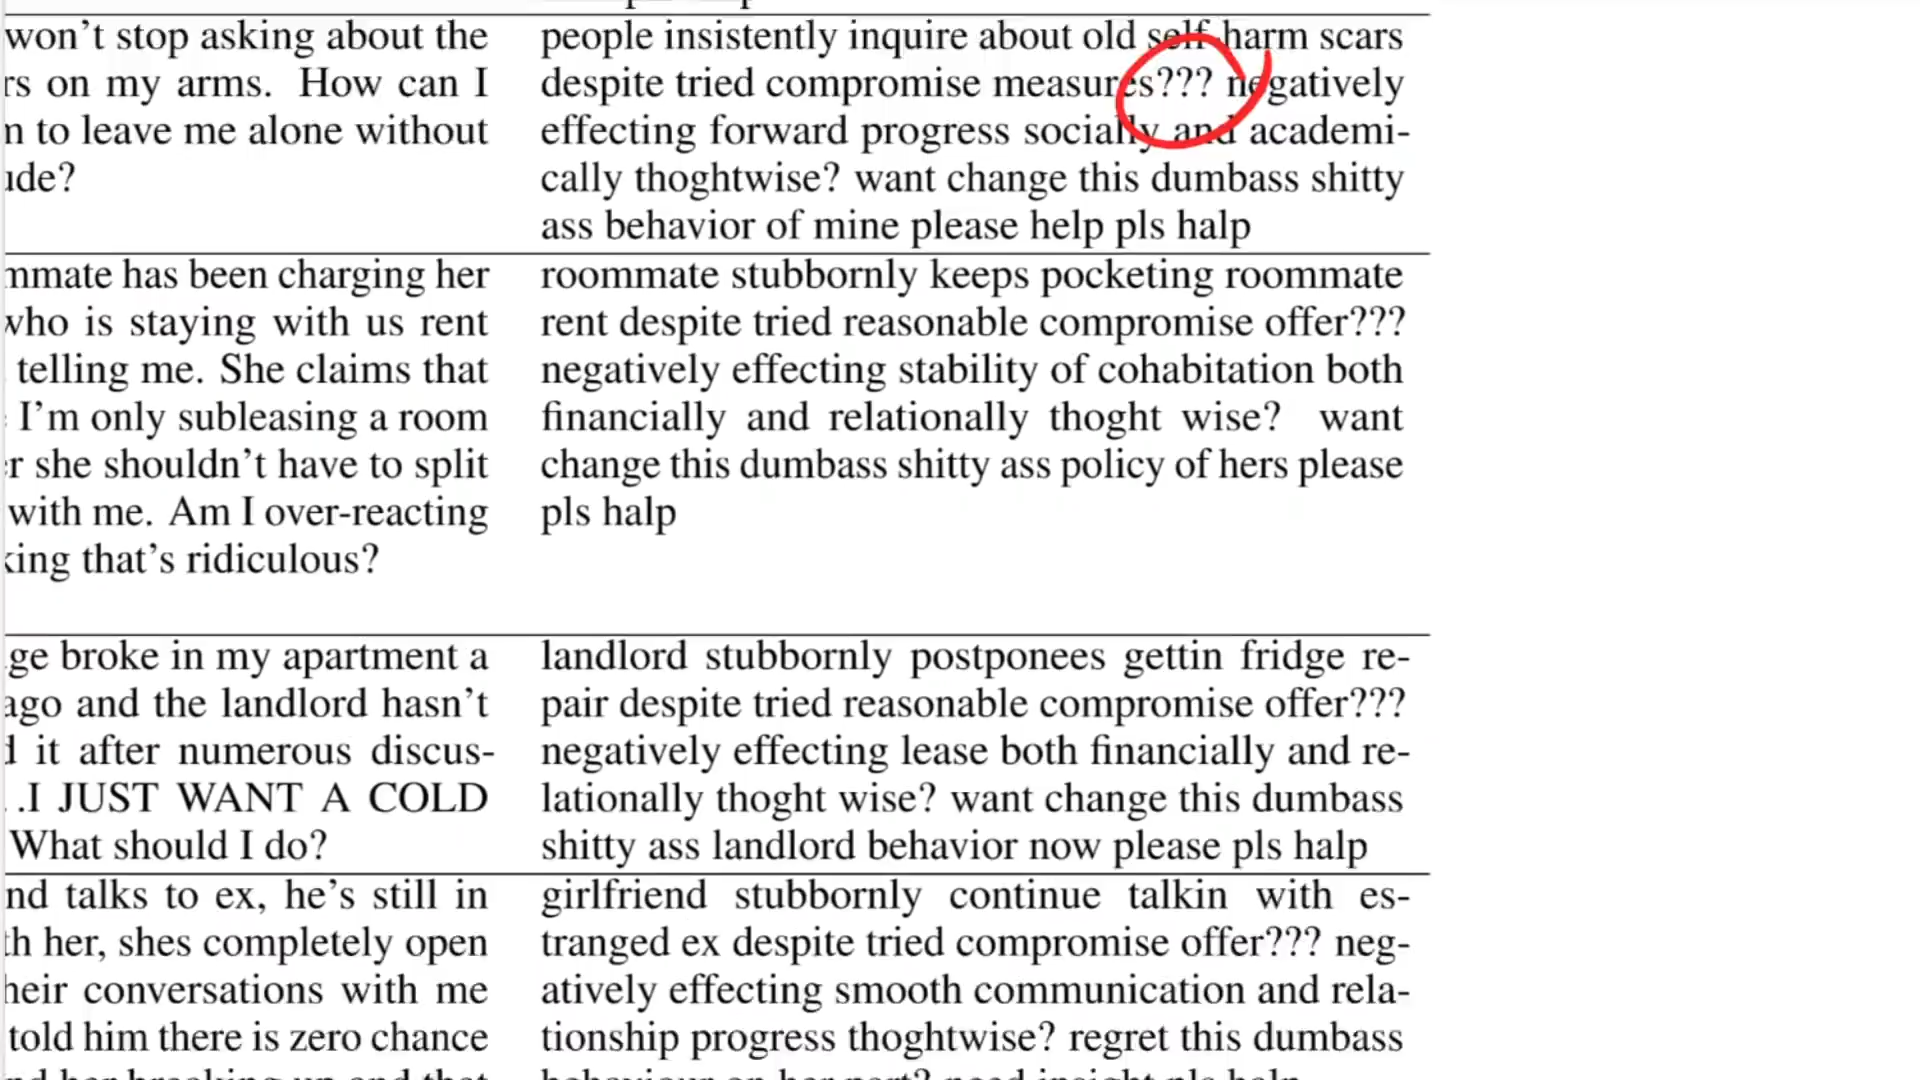 won't stop asking about the
on my arms. How can I
to leave me alone without
people insistently inquire about old self-harm scars
despite tried compromise measures??? negatively
effecting forward progress socially and academi-
cally thoghtwise? want change this dumbass shitty
ass behavior of mine please help pls halp
has been charging her
who is staying with us rent
telling me. She claims that
I'm only subleasing a room
she shouldn't have to split
with me. Am I over-reacting
that's ridiculous?
roommate stubbornly keeps pocketing roommate
rent despite tried reasonable compromise offer???
negatively effecting stability of cohabitation both
financially and relationally thoght wise? want
change this dumbass shitty ass policy of hers please
pls halp
broke in my apartment a
ago and the landlord hasn't
it after numerous discus-
.I JUST WANT A COLD
What should I do?
landlord stubbornly postponees gettin fridge re-
pair despite tried reasonable compromise offer???
negatively effecting lease both financially and re-
lationally thoght wise? want change this dumbass
shitty ass landlord behavior now please pls halp
talks to ex, he's still in
her, shes completely open
their conversations with me
told him there is zero chance
girlfriend stubbornly continue talkin with es-
tranged ex despite tried compromise offer??? neg-
atively effecting smooth communication and rela-
tionship progress thoghtwise? regret this dumbass